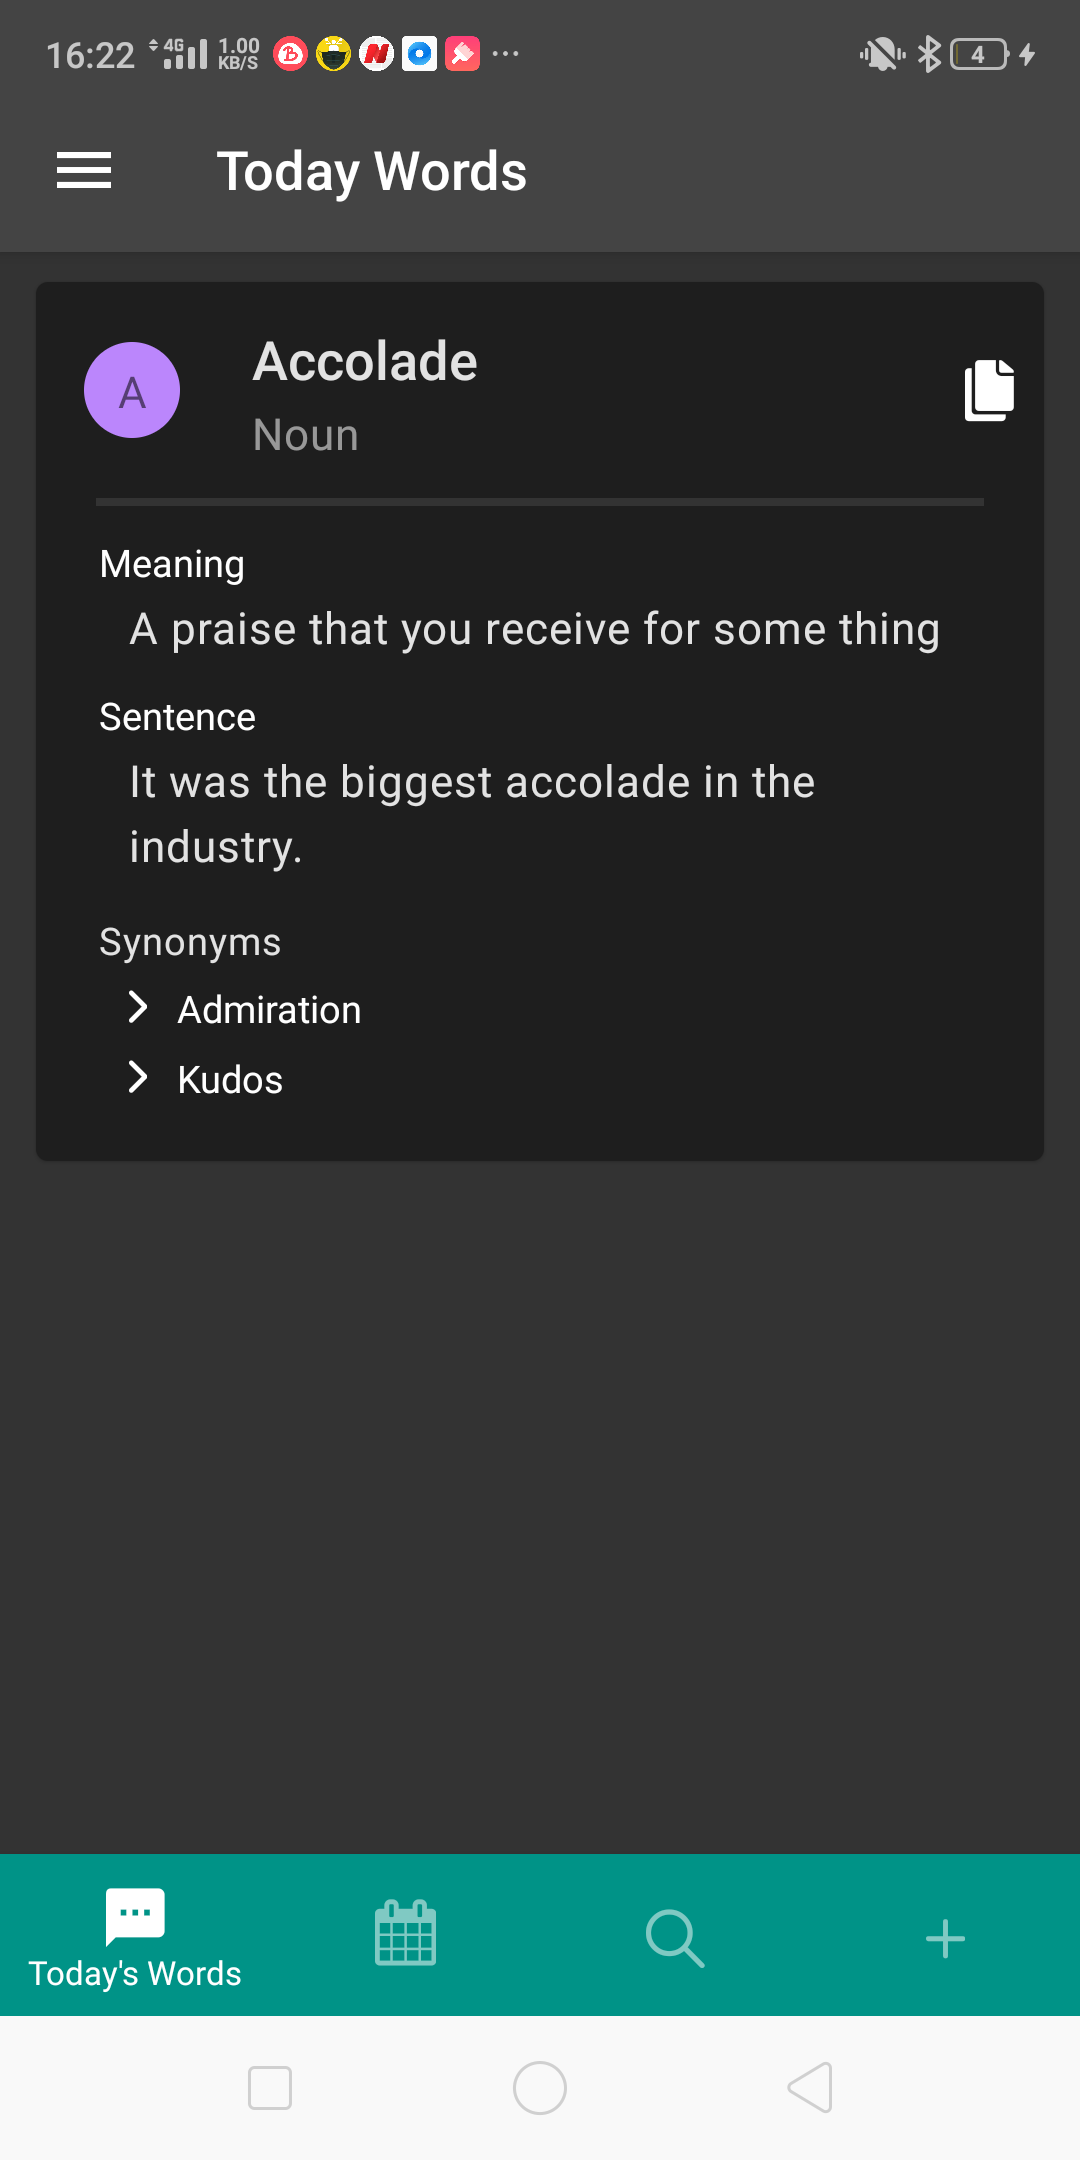 16:22 4G 1.00 KB/S B N ... 4
Today Words
A
Accolade
Noun
Meaning
A praise that you receive for some thing
Sentence
It was the biggest accolade in the
industry.
Synonyms
Admiration
Kudos
Today's Words